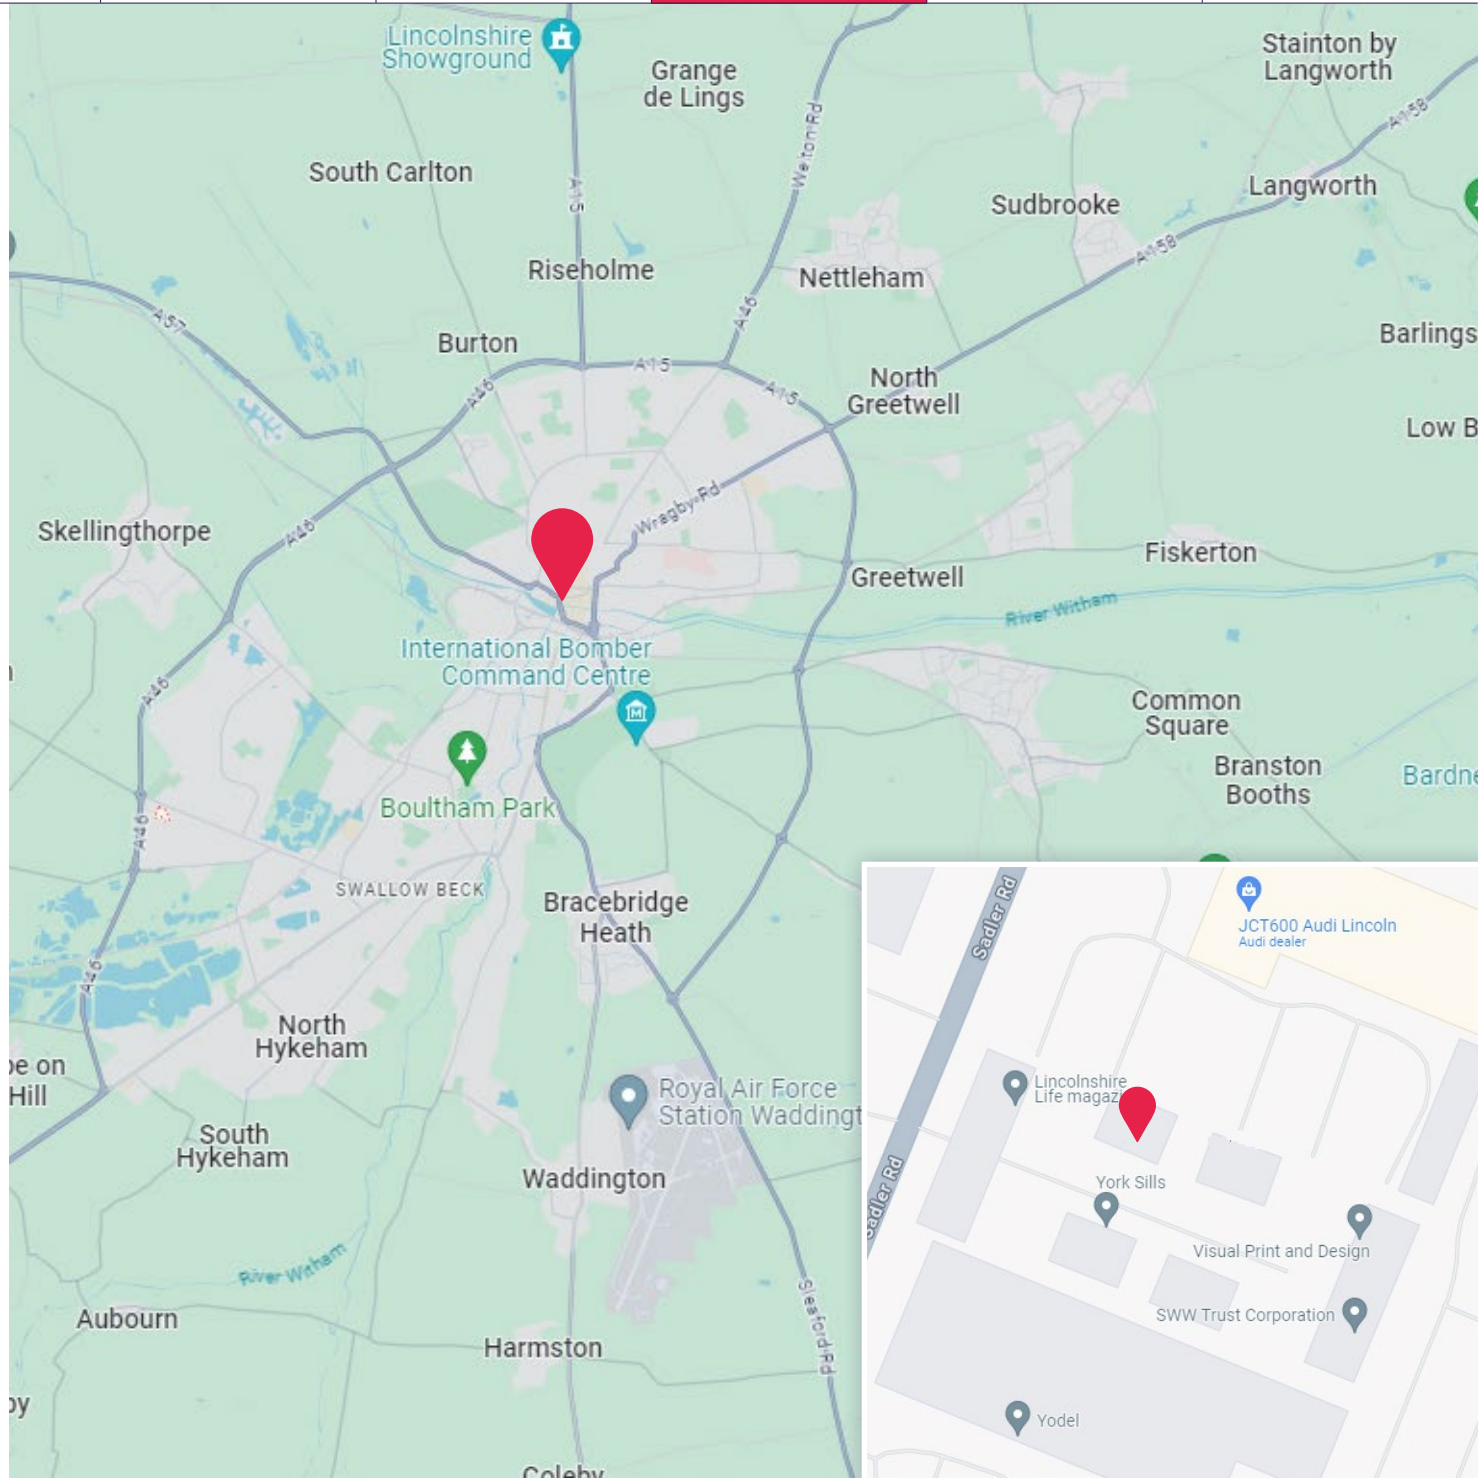 Lincolnshire
Showground
Grange
de Lings
Stainton by
Langworth
A158
Welton Rd
South Carlton
A15
Langworth
Sudbrooke
A158
Riseholme
Nettleham
A57
A46
Burton
Barlings
A15
A46
A15
North
Greetwell
Low B
Wragby Rd
Skellingthorpe
A46
Fiskerton
Greetwell
River Witham
International Bomber
Command Centre
A46
Common
Square
Branston
Booths
Bardne
Boultham Park
A46
SWALLOW BECK
Bracebridge
Heath
A46
North
Hykeham
pe on
Hill
Royal Air Force
Station Waddingt
South
Hykeham
Waddington
River Witham
Aubourn
Sleaford Rd
Harmston
by
Coleby
Sadler Rd
JCT600 Audi Lincoln
Audi dealer
Lincolnshire
Life magaz
Sadler Rd
York Sills
Visual Print and Design
SWW Trust Corporation
Yodel